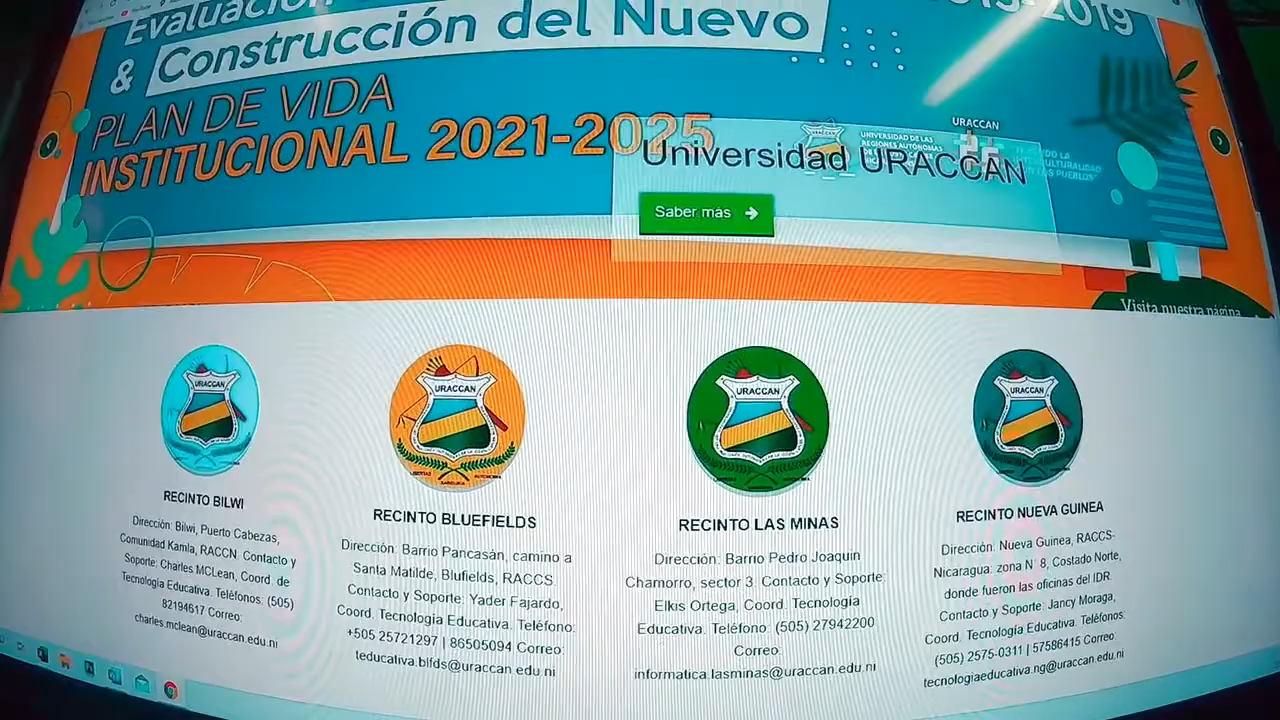 Evaluación
2019
& Construcción del Nuevo
PLAN DE VIDA
INSTITUCIONAL 2021-2025
URACCAN
UNIVERSIDAD DE LAS
REGIONES AUTÓNOMAS
Universidad URACCAN
Saber más
Visita nuestra página
URACCAN
URACCAN
URACCAN
URACCAN
RECINTO BILWI
Dirección: Bilwi, Puerto Cabezas,
Comunidad Kamla, RACCN. Contacto y
Soporte: Charles MCLean, Coord. de
Tecnología Educativa. Teléfonos: (505)
82194617 Correo:
charles.mclean@uraccan.edu.ni
RECINTO BLUEFIELDS
Dirección: Barrio Pancasán, camino a
Santa Matilde, Blufields, RACCS.
Contacto y Soporte: Yader Fajardo,
Coord. Tecnología Educativa. Teléfono:
+505 25721297 | 86505094 Correo:
teducativa.blfds@uraccan.edu.ni
RECINTO LAS MINAS
Dirección: Barrio Pedro Joaquin
Chamorro, sector 3. Contacto y Soporte:
Elkis Ortega, Coord. Tecnología
Educativa. Teléfono: (505) 27942200
Correo:
informatica.lasminas@uraccan.edu.ni
RECINTO NUEVA GUINEA
Dirección: Nueva Guinea, RACCS-
Nicaragua: zona N° 8, Costado Norte,
donde fueron las oficinas del IDR.
Contacto y Soporte: Jancy Moraga,
Coord. Tecnología Educativa. Teléfonos:
(505) 2575-0311 | 57586415 Correo:
tecnologiaeducativa.ng@uraccan.edu.ni